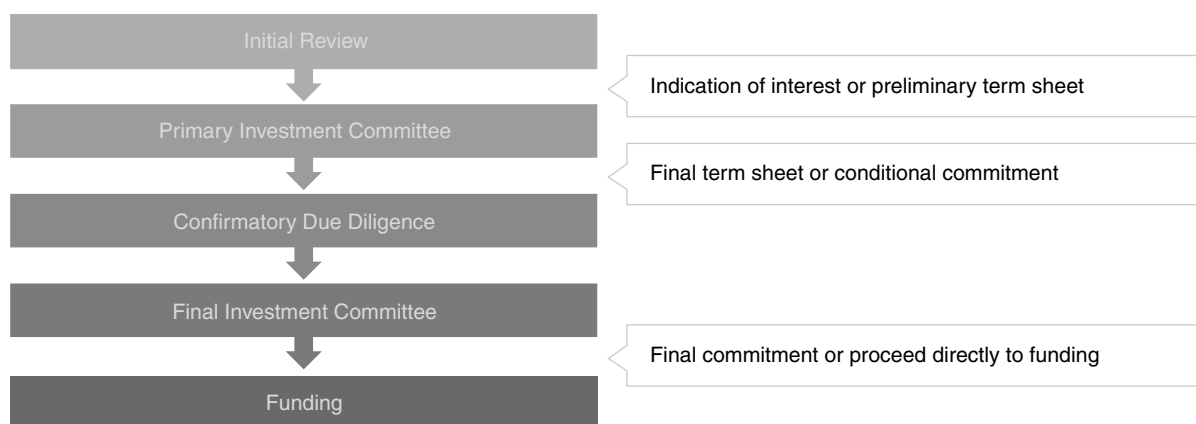 Initial Review
Indication of interest or preliminary term sheet
Primary Investment Committee
Final term sheet or conditional commitment
Confirmatory Due Diligence
Final Investment Committee
Final commitment or proceed directly to funding
Funding